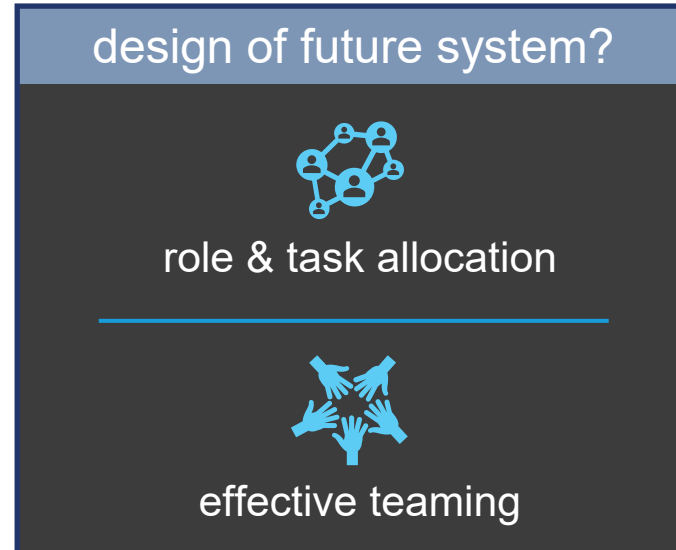 design of future system?
role & task allocation
effective teaming